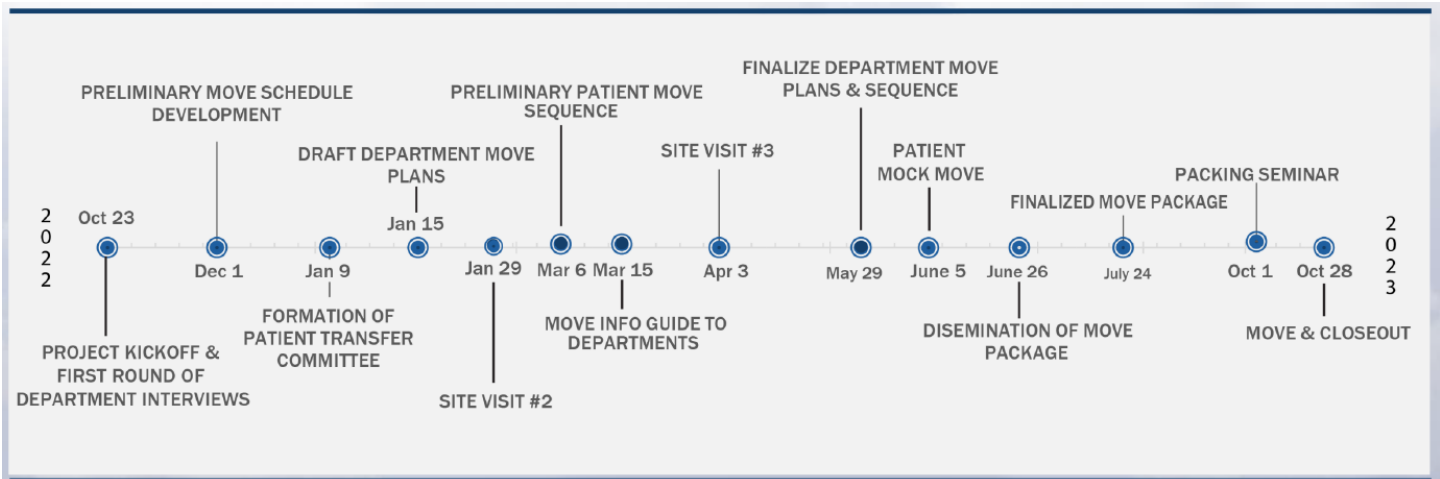 FINALIZE DEPARTMENT MOVE
PLANS & SEQUENCE
PRELIMINARY MOVE SCHEDULE
DEVELOPMENT
PRELIMINARY PATIENT MOVE
SEQUENCE
DRAFT DEPARTMENT MOVE
PLANS
SITE VISIT #3
PATIENT
MOCK MOVE
PACKING SEMINAR
FINALIZED MOVE PACKAGE
2
0
2
2
Oct 23
Dec 1
Jan 9
Jan 15
Jan 29
Mar 6
Mar 15
Apr 3
May 29
June 5
June 26
July 24
Oct 1
Oct 28
2
0
2
3
PROJECT KICKOFF &
FIRST ROUND OF
DEPARTMENT INTERVIEWS
FORMATION OF
PATIENT TRANSFER
COMMITTEE
SITE VISIT #2
MOVE INFO GUIDE TO
DEPARTMENTS
DISEMINATION OF MOVE
PACKAGE
MOVE & CLOSEOUT